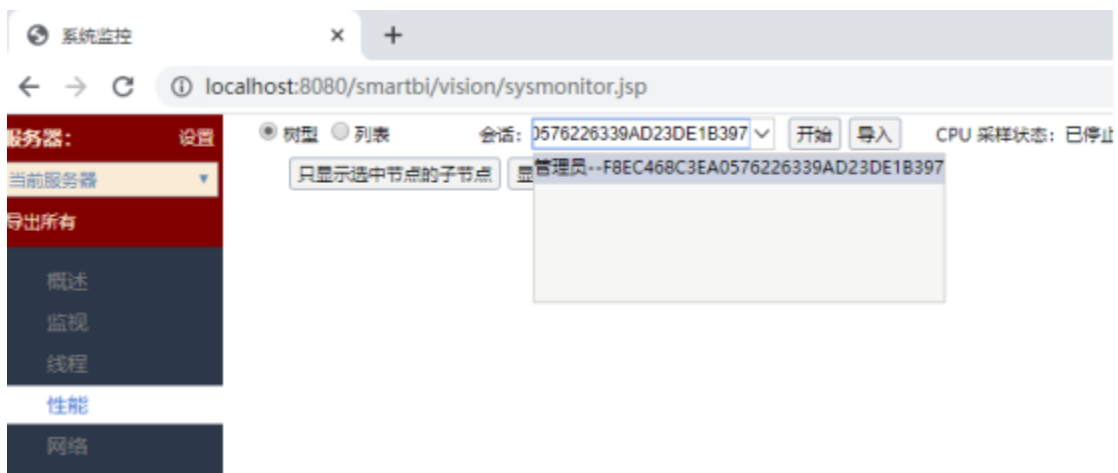 系统监控
localhost:8080/smartbi/vision/sysmonitor.jsp
服务器: 设置 树型 列表 会话: 0576226339AD23DE1B397 开始 导入 CPU 采样状态: 已停止
当前服务器 只显示选中节点的子节点 显 管理员--F8EC468C3EA0576226339AD23DE1B397
导出所有
概述
监视
线程
性能
网络